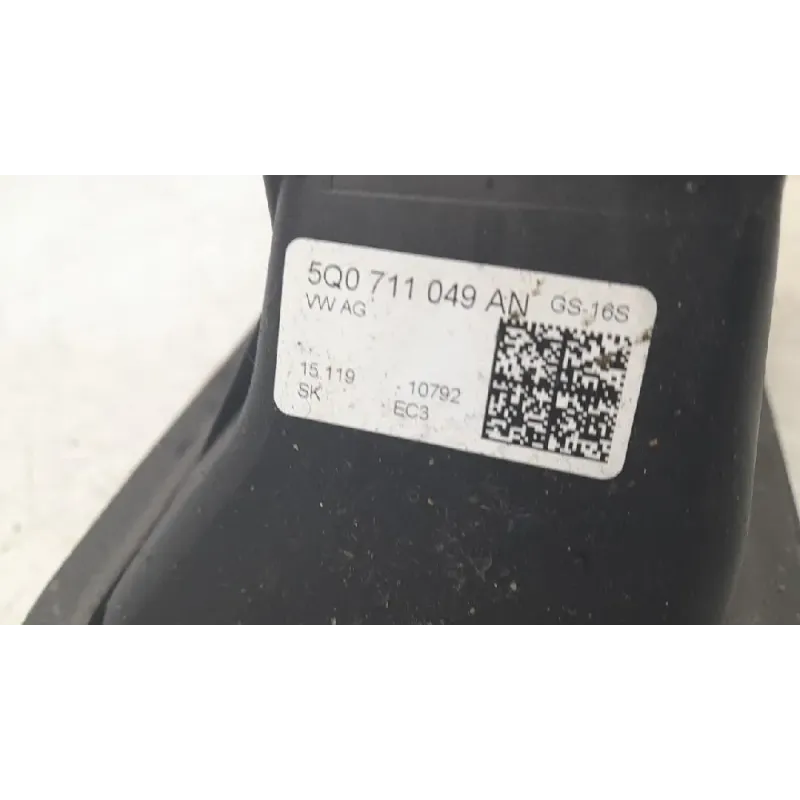 5Q0 711 049 AN GS-16S
VW AG
15.119 10792
SK EC3